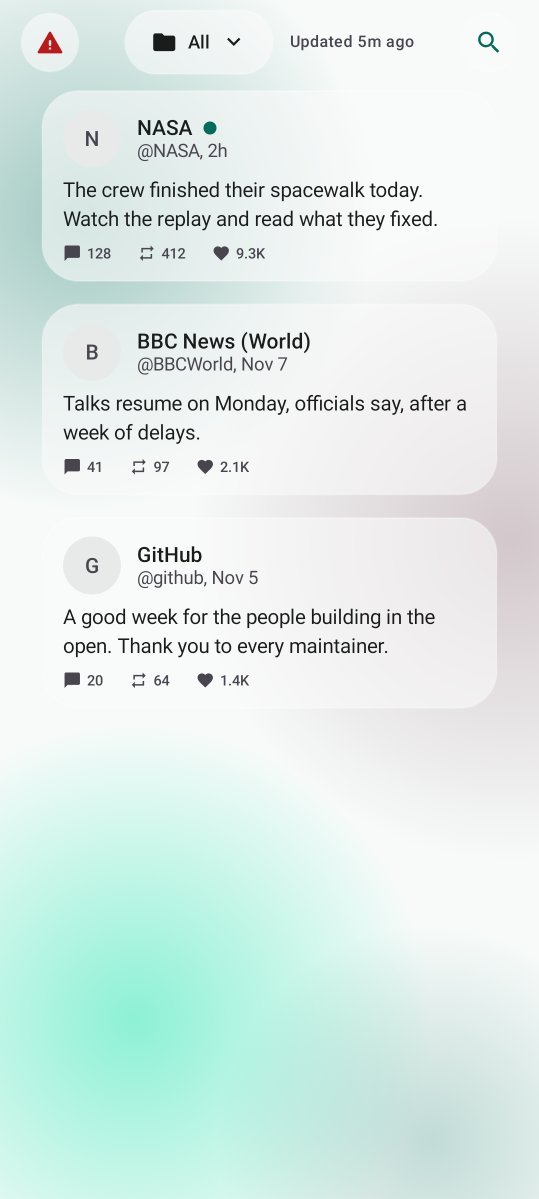 All
Updated 5m ago
N
NASA
@NASA, 2h
The crew finished their spacewalk today.
Watch the replay and read what they fixed.
128 412 9.3K
B
BBC News (World)
@BBCWorld, Nov 7
Talks resume on Monday, officials say, after a
week of delays.
41 97 2.1K
G
GitHub
@github, Nov 5
A good week for the people building in the
open. Thank you to every maintainer.
20 64 1.4K